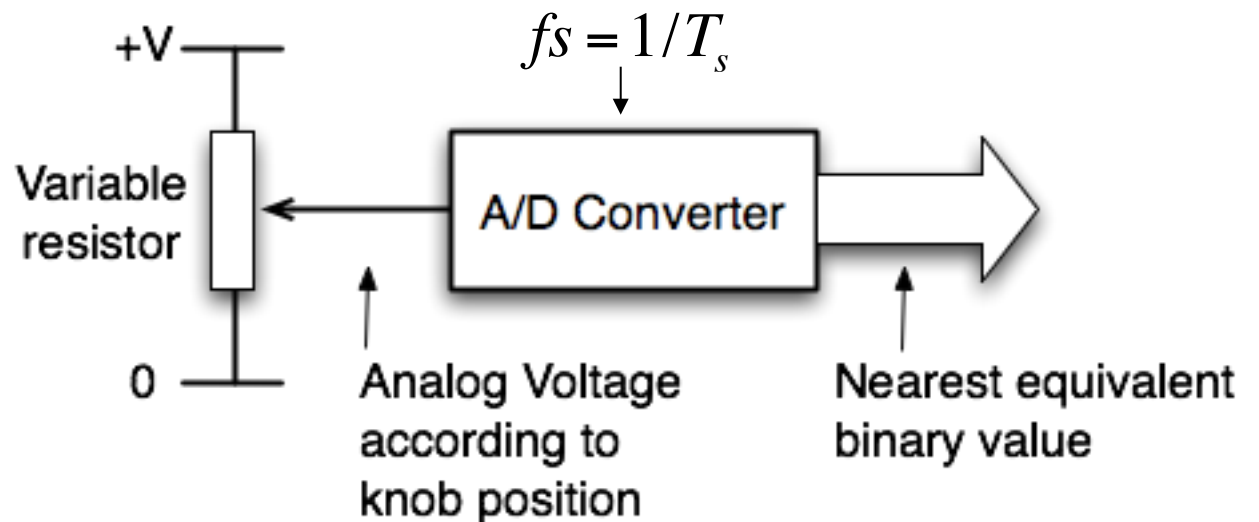 +V
fs = 1/Tₛ
Variable
resistor
A/D Converter
0
Analog Voltage
according to
knob position
Nearest equivalent
binary value